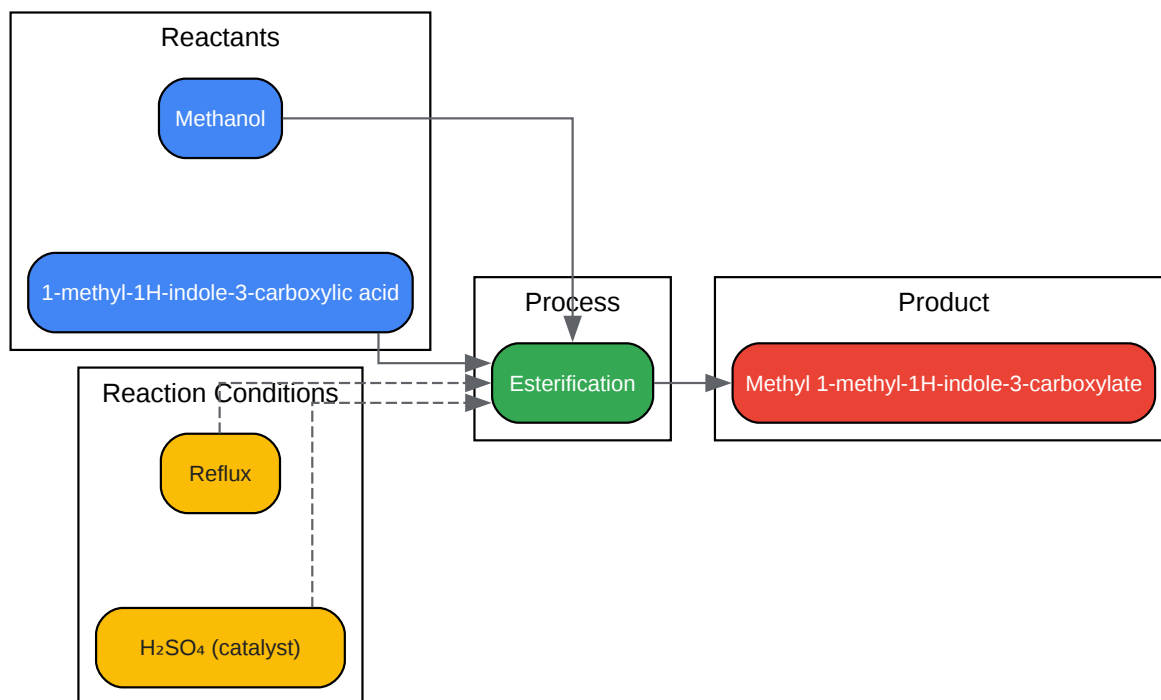 Reactants
Methanol
1-methyl-1H-indole-3-carboxylic acid
Process
Esterification
Product
Methyl 1-methyl-1H-indole-3-carboxylate
Reaction Conditions
Reflux
H₂SO₄ (catalyst)